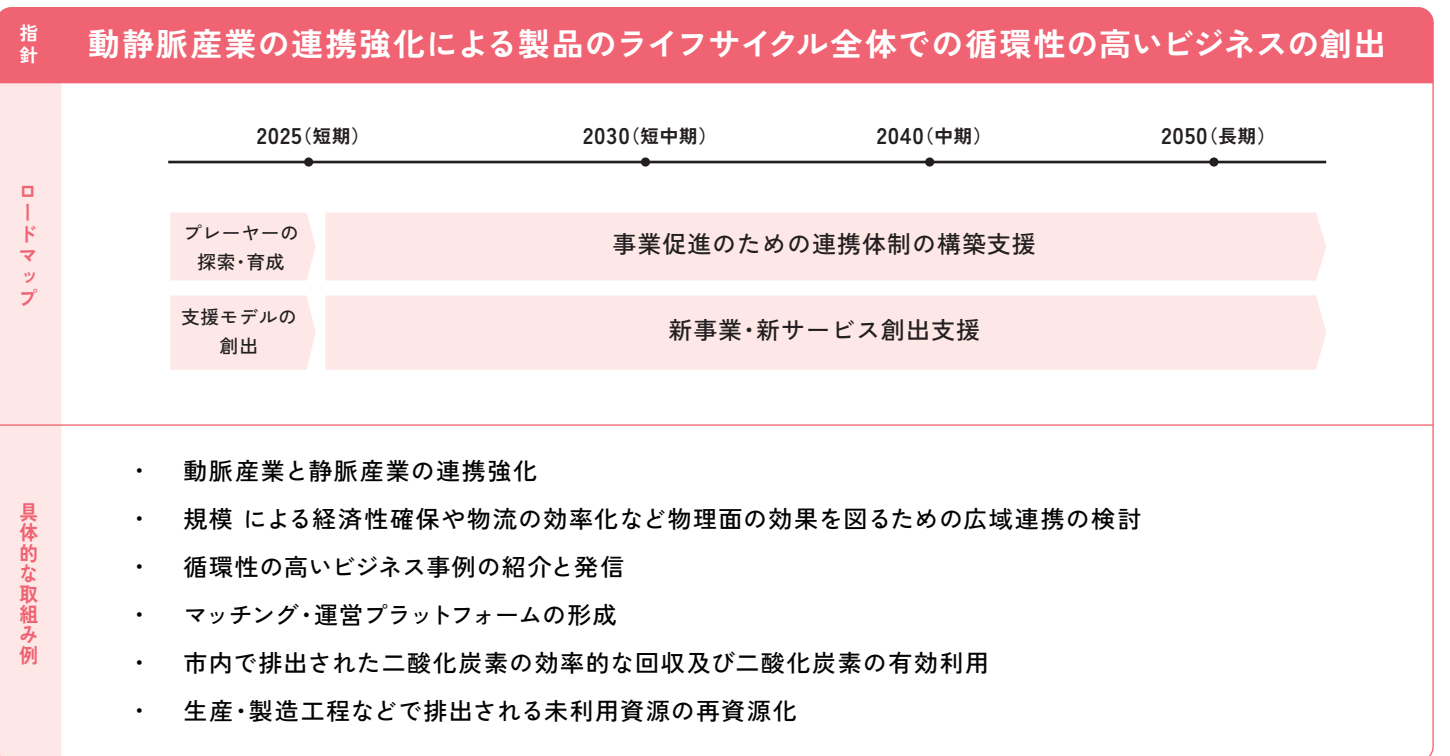 指針
動静脈産業の連携強化による製品のライフサイクル全体での循環性の高いビジネスの創出
ロードマップ
2025（短期）
2030（短中期）
2040（中期）
2050（長期）
プレーヤーの
探索・育成
事業促進のための連携体制の構築支援
支援モデルの
創出
新事業・新サービス創出支援
具体的な取組み例
・ 動脈産業と静脈産業の連携強化
・ 規模 による経済性確保や物流の効率化など物理面の効果を図るための広域連携の検討
・ 循環性の高いビジネス事例の紹介と発信
・ マッチング・運営プラットフォームの形成
・ 市内で排出された二酸化炭素の効率的な回収及び二酸化炭素の有効利用
・ 生産・製造工程などで排出される未利用資源の再資源化